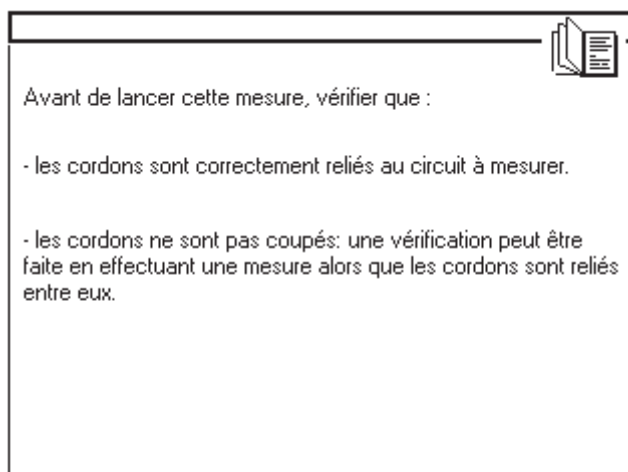 Avant de lancer cette mesure, vérifier que :
- les cordons sont correctement reliés au circuit à mesurer.
- les cordons ne sont pas coupés: une vérification peut être
faite en effectuant une mesure alors que les cordons sont reliés
entre eux.